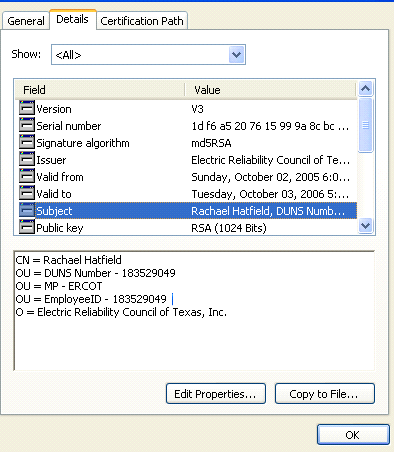 General Details Certification Path
Show: <All>
Field Value
Version V3
Serial number 1d f6 a5 20 76 15 99 9a 8c bc ...
Signature algorithm md5RSA
Issuer Electric Reliability Council of Te...
Valid from Sunday, October 02, 2005 6:0...
Valid to Tuesday, October 03, 2006 5:...
Subject Rachael Hatfield, DUNS Numb...
Public key RSA (1024 Bits)
CN = Rachael Hatfield
OU = DUNS Number - 183529049
OU = MP - ERCOT
OU = EmployeeID - 183529049
O = Electric Reliability Council of Texas, Inc.
Edit Properties... Copy to File...
OK